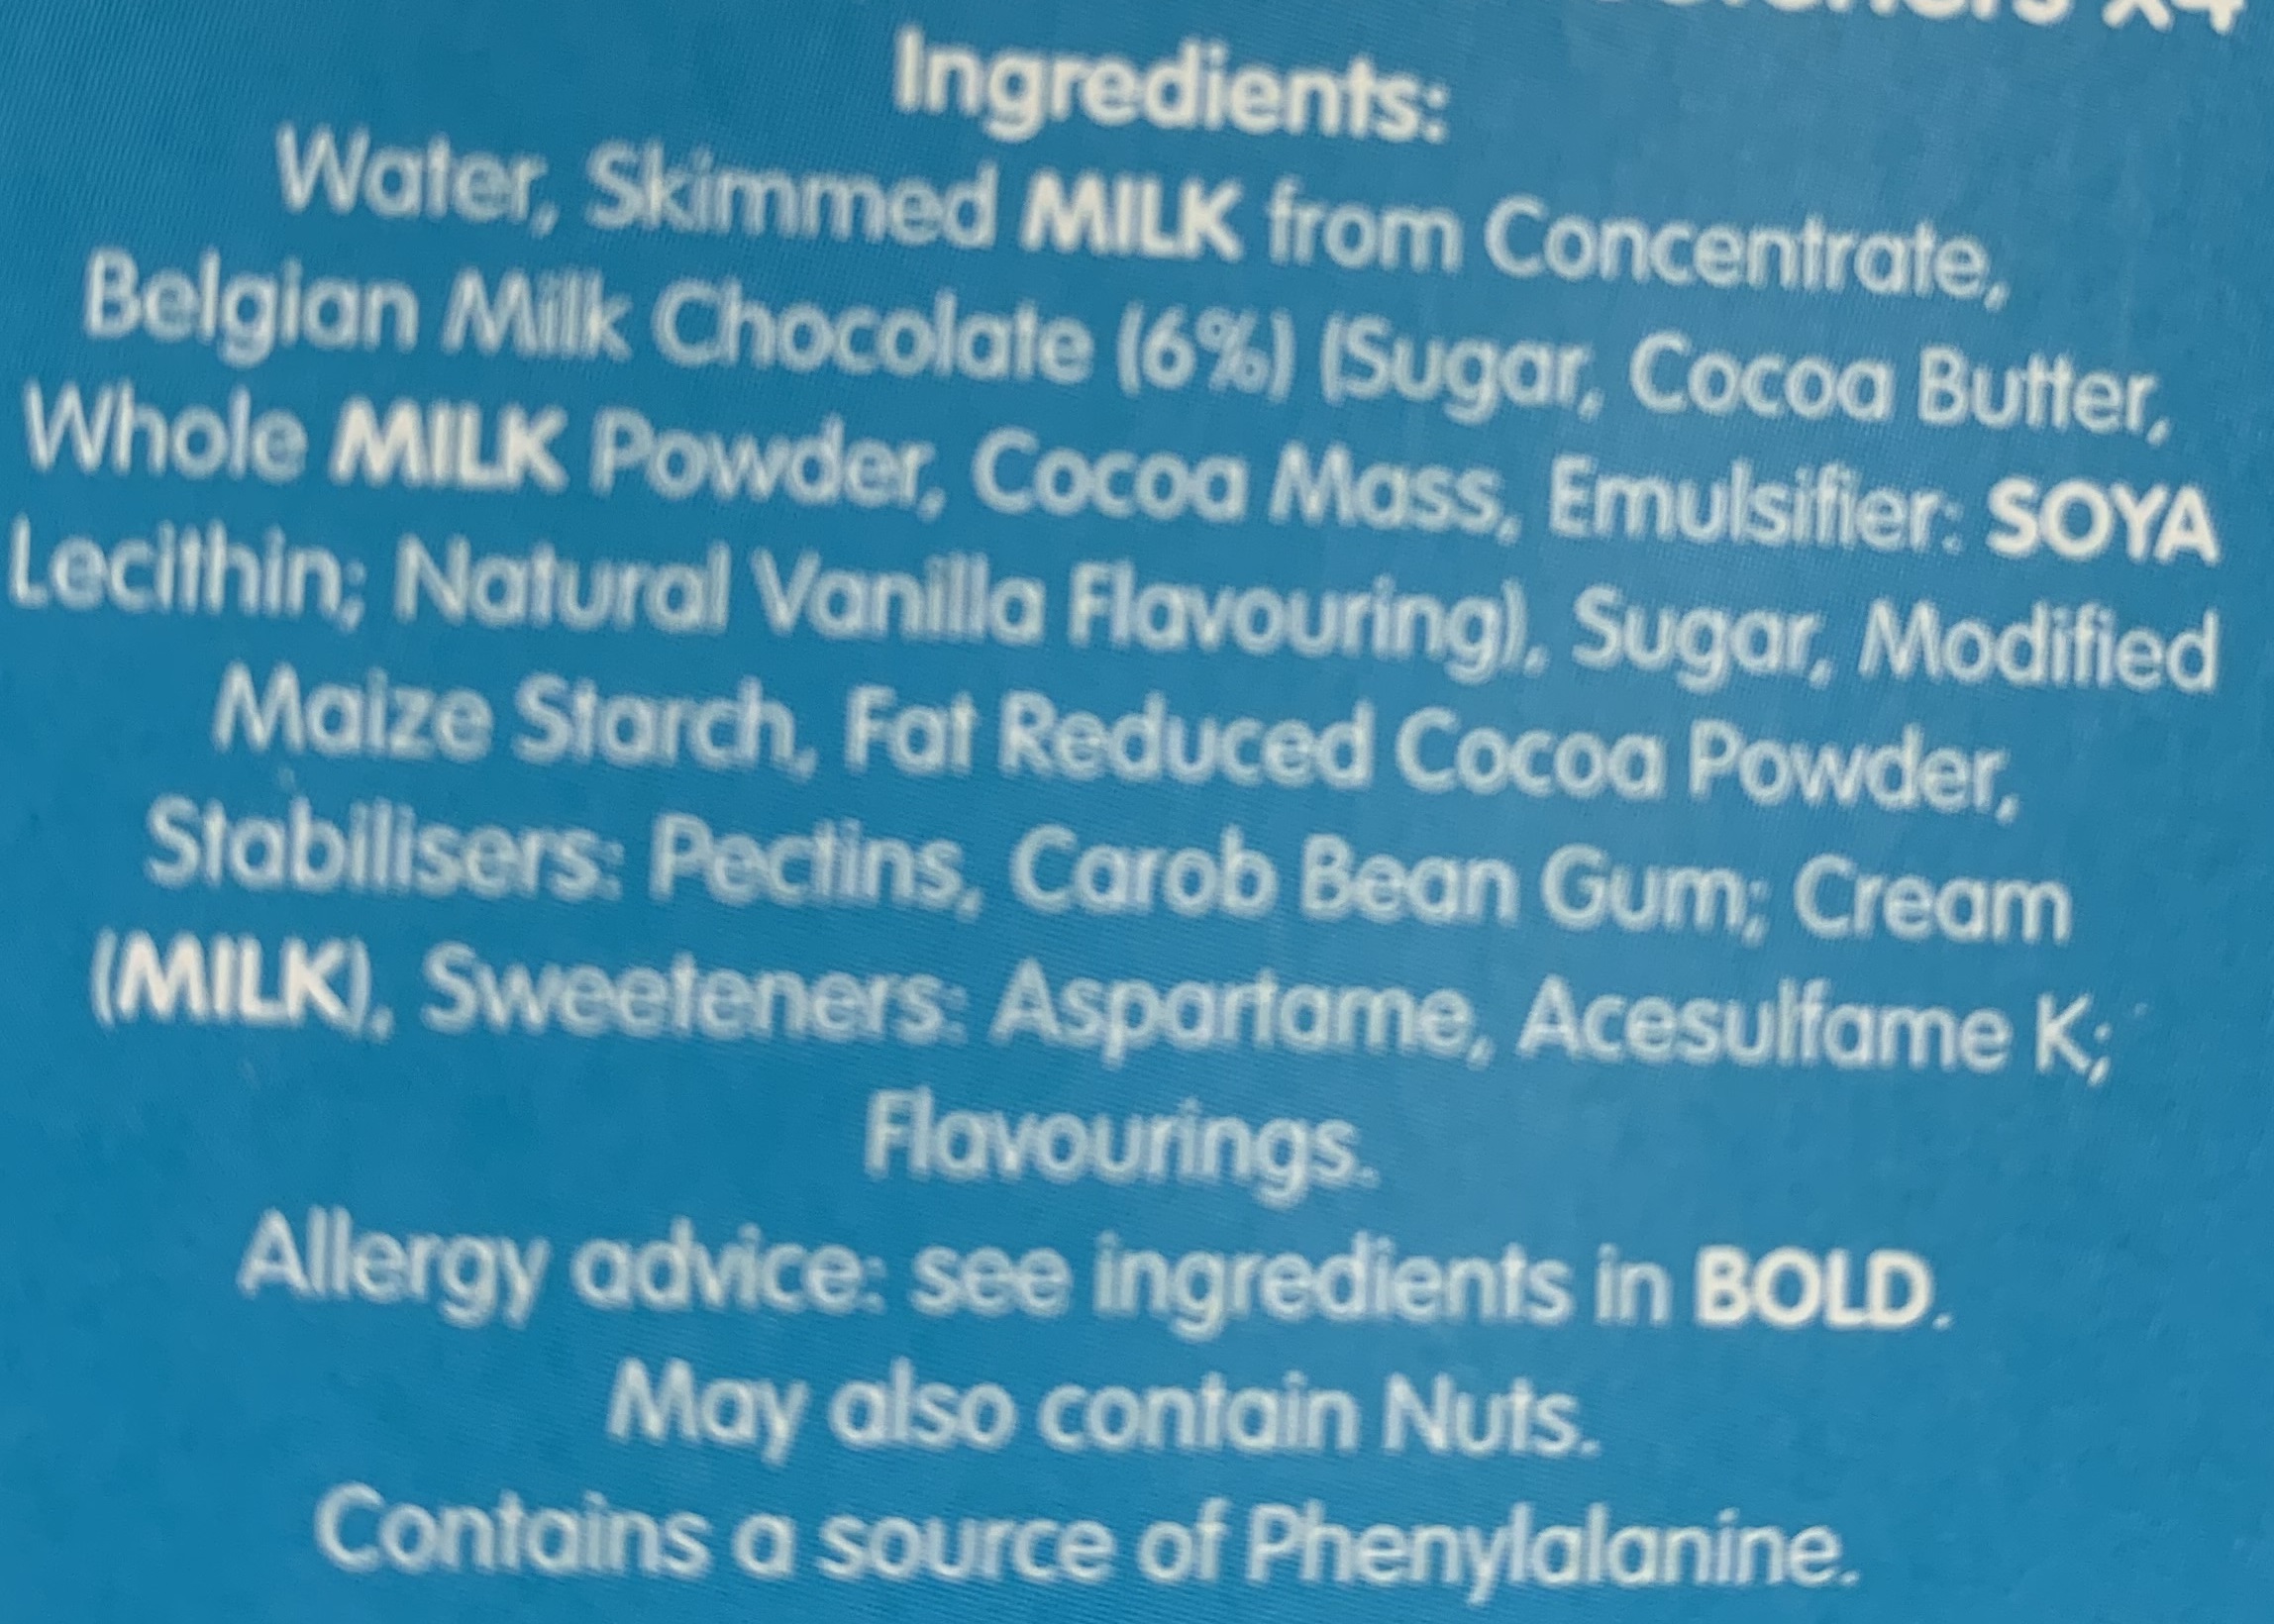 x4
Ingredients:
Water, Skimmed MILK from Concentrate,
Belgian Milk Chocolate (6%) (Sugar, Cocoa Butter,
Whole MILK Powder, Cocoa Mass, Emulsifier: SOYA
Lecithin; Natural Vanilla Flavouring), Sugar, Modified
Maize Starch, Fat Reduced Cocoa Powder,
Stabilisers: Pectins, Carob Bean Gum; Cream
(MILK), Sweeteners: Aspartame, Acesulfame K;
Flavourings.
Allergy advice: see ingredients in BOLD.
May also contain Nuts.
Contains a source of Phenylalanine.